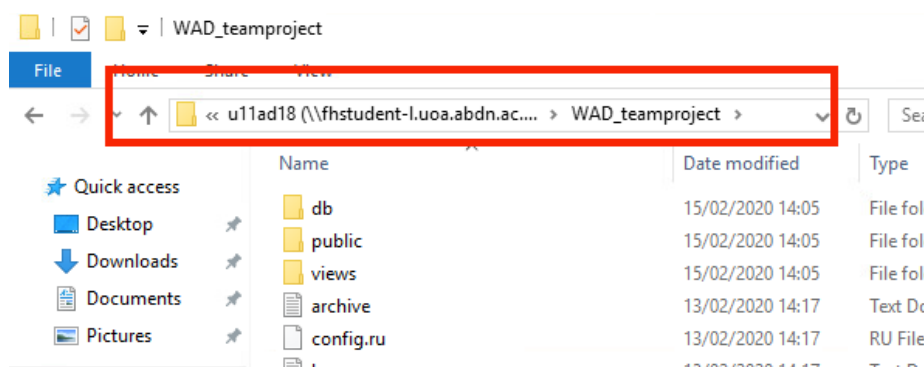 WAD_teamproject
File Home Share View
« u11ad18 (\\fhstudent-l.uoa.abdn.ac.... > WAD_teamproject > Sea
Name Date modified Type
Quick access
db 15/02/2020 14:05 File fol
Desktop
public 15/02/2020 14:05 File fol
Downloads
views 15/02/2020 14:05 File fol
Documents
archive 13/02/2020 14:17 Text Do
Pictures
config.ru 13/02/2020 14:17 RU File